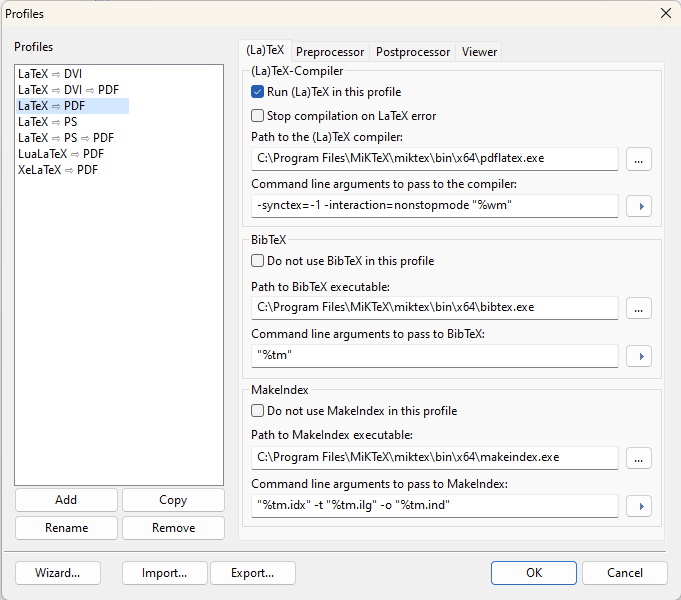 Profiles
Profiles
LaTeX ⇨ DVI
LaTeX ⇨ DVI ⇨ PDF
LaTeX ⇨ PDF
LaTeX ⇨ PS
LaTeX ⇨ PS ⇨ PDF
LuaLaTeX ⇨ PDF
XeLaTeX ⇨ PDF
Add Copy
Rename Remove
(La)TeX Preprocessor Postprocessor Viewer
(La)TeX-Compiler
Run (La)TeX in this profile
Stop compilation on LaTeX error
Path to the (La)TeX compiler:
C:\Program Files\MiKTeX\miktex\bin\x64\pdflatex.exe ...
Command line arguments to pass to the compiler:
-synctex=-1 -interaction=nonstopmode "%wm"
BibTeX
Do not use BibTeX in this profile
Path to BibTeX executable:
C:\Program Files\MiKTeX\miktex\bin\x64\bibtex.exe ...
Command line arguments to pass to BibTeX:
"%tm"
MakeIndex
Do not use MakeIndex in this profile
Path to MakeIndex executable:
C:\Program Files\MiKTeX\miktex\bin\x64\makeindex.exe ...
Command line arguments to pass to MakeIndex:
"%tm.idx" -t "%tm.ilg" -o "%tm.ind"
Wizard... Import... Export... OK Cancel